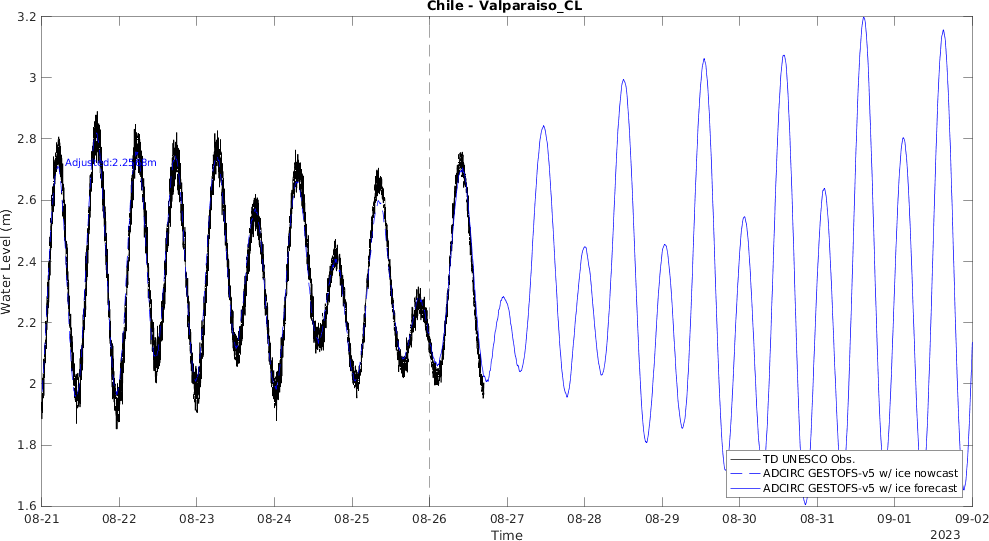 Chile - Valparaiso_CL
3.2
3
2.8
2.6
2.4
2.2
2
1.8
1.6
Water Level (m)
TD UNESCO Obs.
ADCIRC GESTOFS-v5 w/ ice nowcast
ADCIRC GESTOFS-v5 w/ ice forecast
08-21 08-22 08-23 08-24 08-25 08-26 08-27 08-28 08-29 08-30 08-31 09-01 09-02
Time
2023